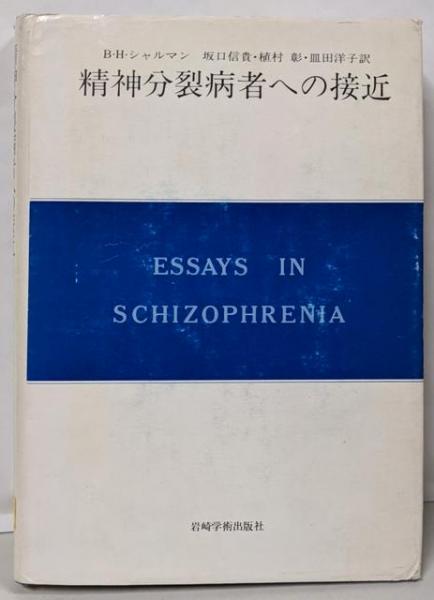 B・H・シャルマン 坂口信貴・植村 彰・皿田洋子訳
精神分裂病者への接近
ESSAYS IN
SCHIZOPHRENIA
岩崎学術出版社